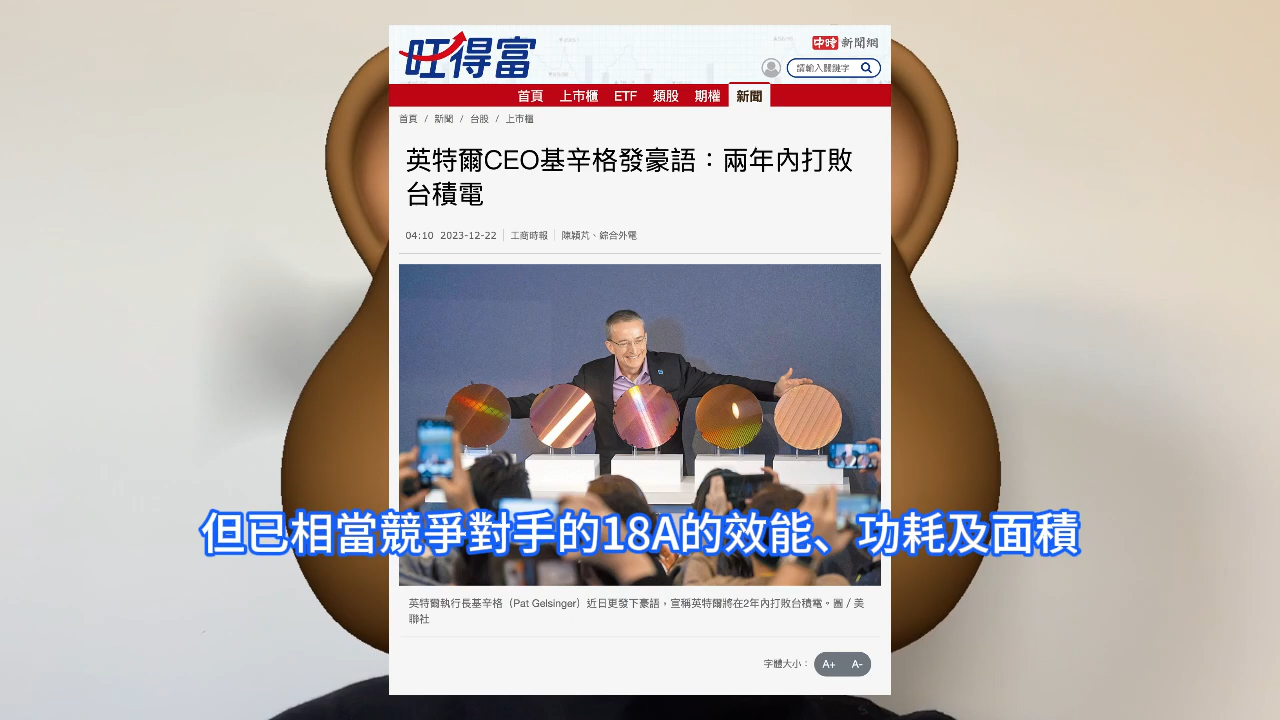 旺得富
中時 新聞網
請輸入關鍵字
首頁 上市櫃 ETF 類股 期權 新聞
首頁 / 新聞 / 台股 / 上市櫃
英特爾CEO基辛格發豪語：兩年內打敗
台積電
04:10 2023-12-22 工商時報 陳穎芃、綜合外電
但已相當競爭對手的18A的效能、功耗及面積
英特爾執行長基辛格（Pat Gelsinger）近日更發下豪語，宣稱英特爾將在2年內打敗台積電。圖／美
聯社
字體大小： A+ A-